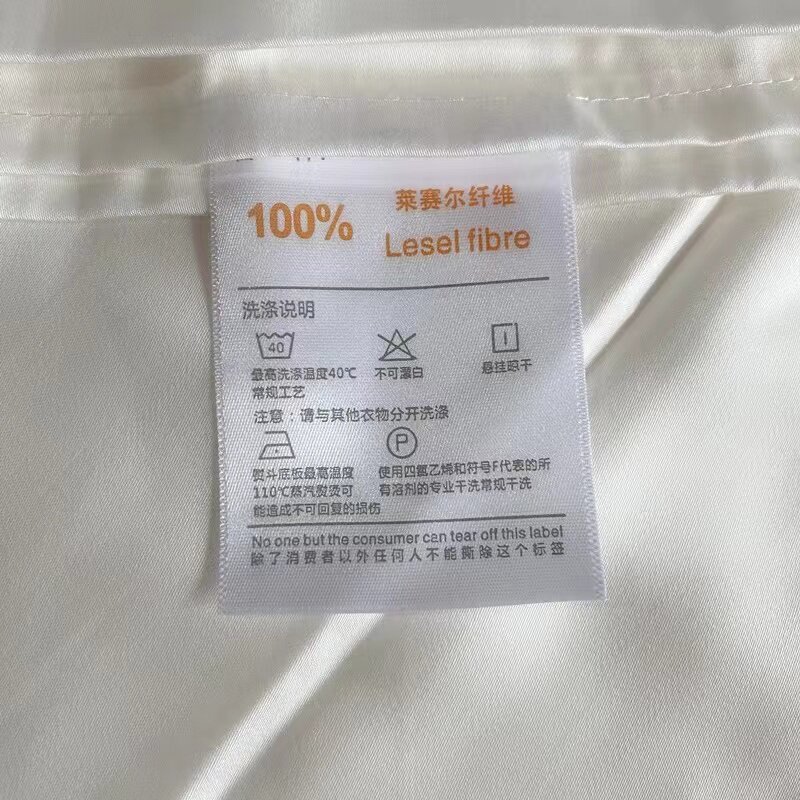 100%
莱赛尔纤维
Lesel fibre
洗涤说明
40
最高洗涤温度40℃
常规工艺
不可漂白
悬挂晾干
注意：请与其他衣物分开洗涤
P
熨斗底板最高温度
110℃蒸汽熨烫可
能造成不可回复的损伤
使用四氯乙烯和符号F代表的所
有溶剂的专业干洗常规干洗
No one but the consumer can tear off this label
除了消费者以外任何人不能撕除这个标签